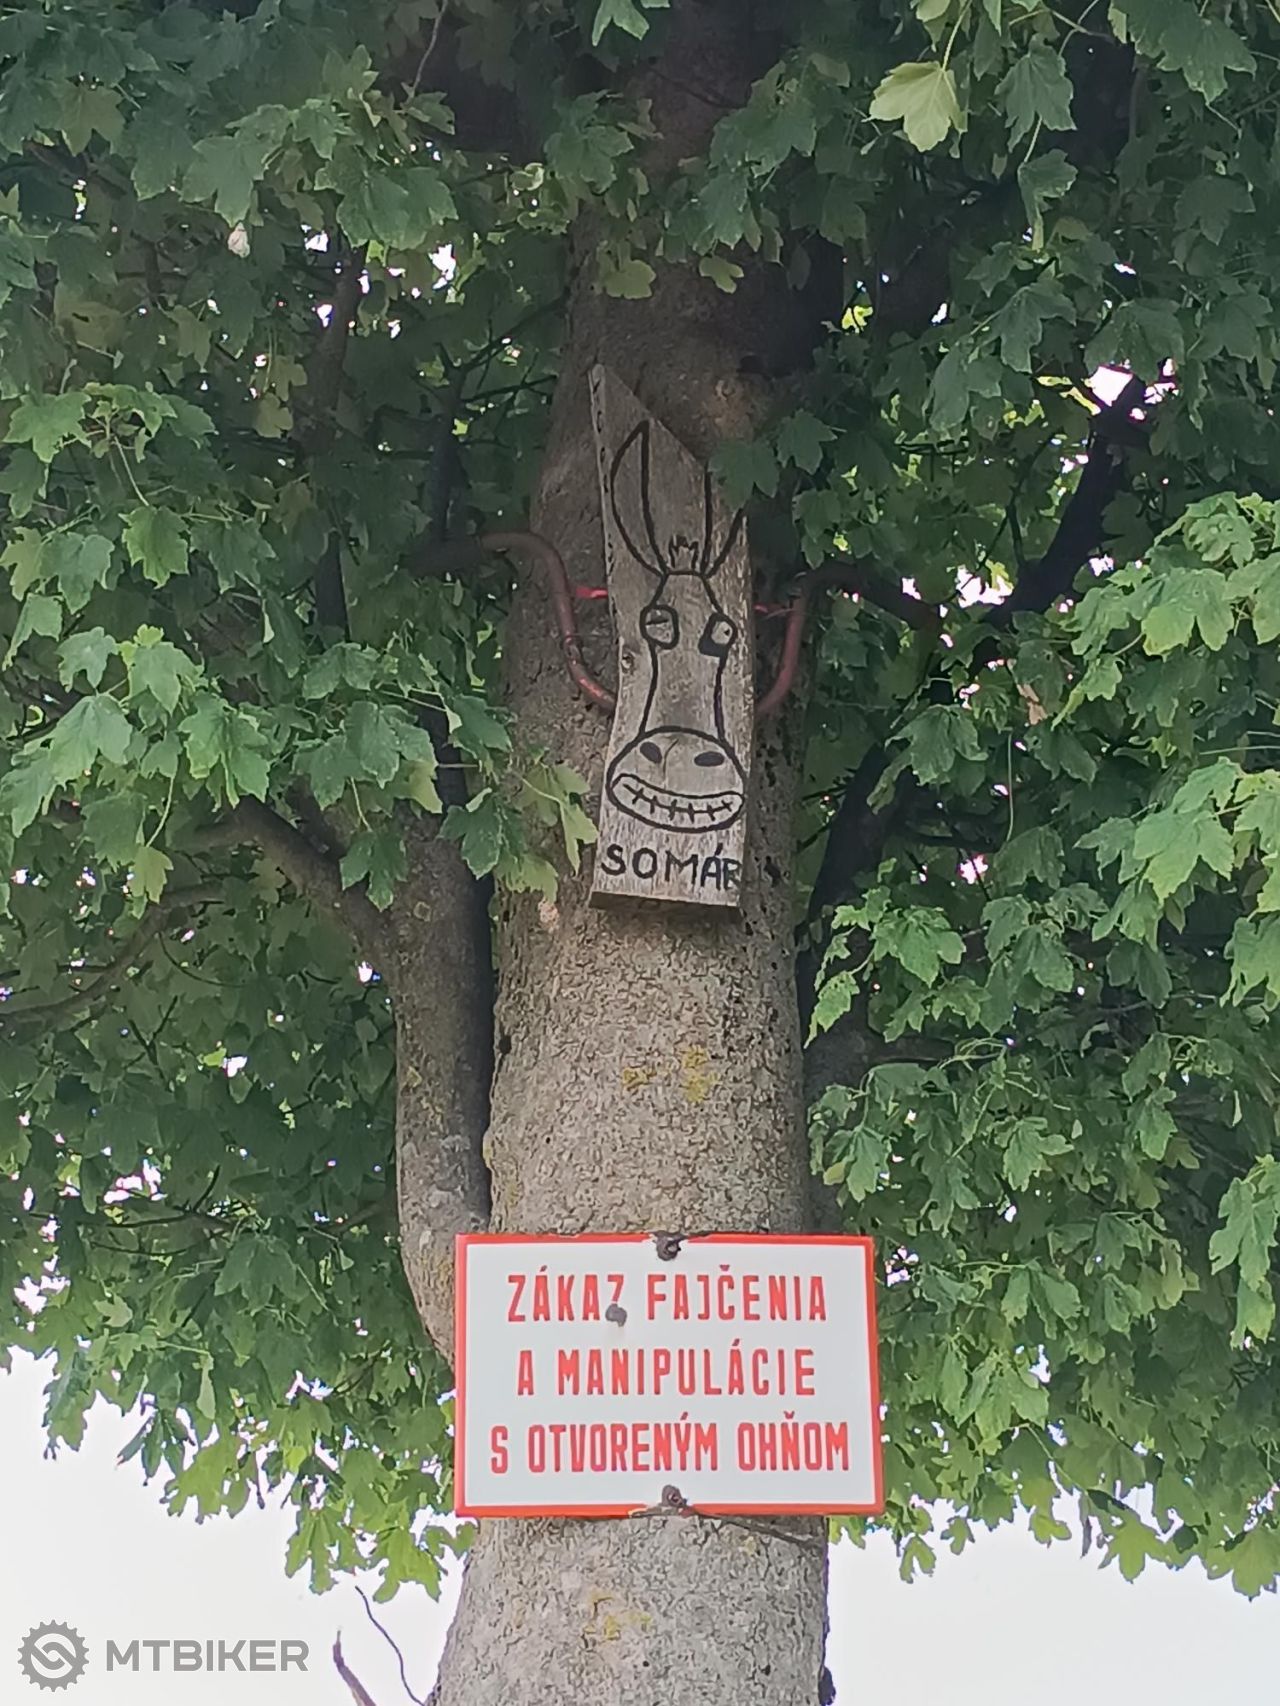 SOMÁR
ZÁKAZ FAJČENIA
A MANIPULÁCIE
S OTVORENÝM OHŇOM
MTBIKER